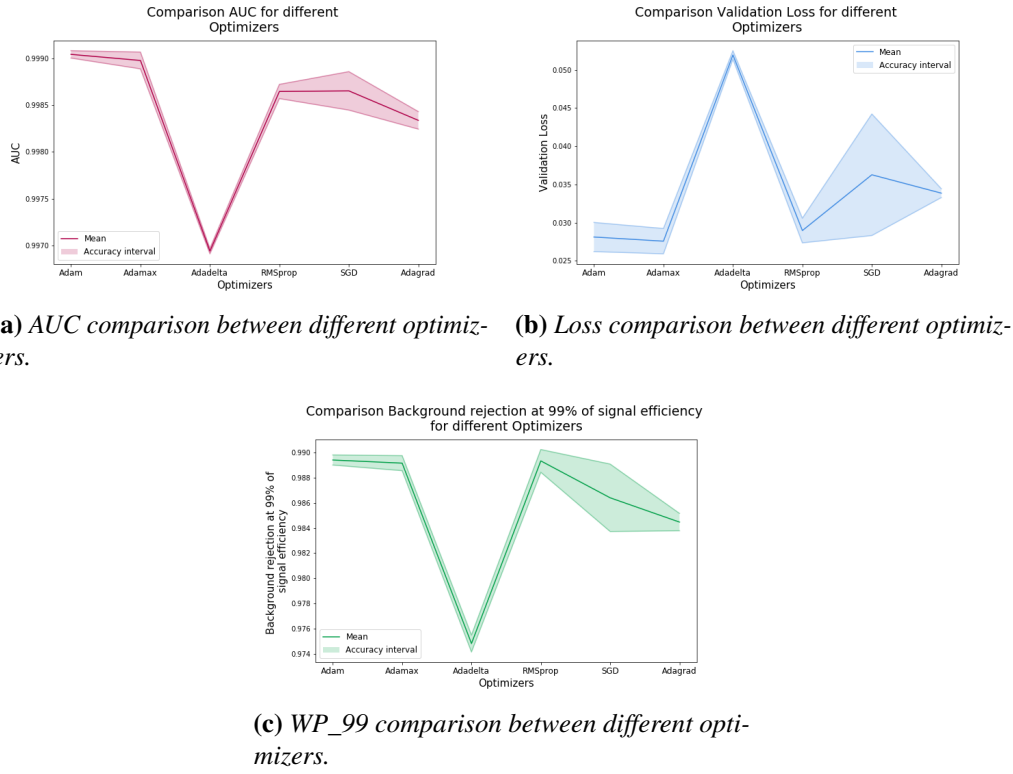 Comparison AUC for different
Optimizers
0.9990
0.9985
0.9980
0.9975
0.9970
AUC
Mean
Accuracy interval
Adam Adamax Adadelta RMSprop SGD Adagrad
Optimizers
Comparison Validation Loss for different
Optimizers
0.050
0.045
0.040
0.035
0.030
0.025
Validation Loss
Mean
Accuracy interval
Adam Adamax Adadelta RMSprop SGD Adagrad
Optimizers
a) AUC comparison between different optimiz-
ers.
(b) Loss comparison between different optimiz-
ers.
Comparison Background rejection at 99% of signal efficiency
for different Optimizers
0.990
0.988
0.986
0.984
0.982
0.980
0.978
0.976
0.974
Background rejection at 99% of
signal efficiency
Mean
Accuracy interval
Adam Adamax Adadelta RMSprop SGD Adagrad
Optimizers
(c) WP_99 comparison between different opti-
mizers.